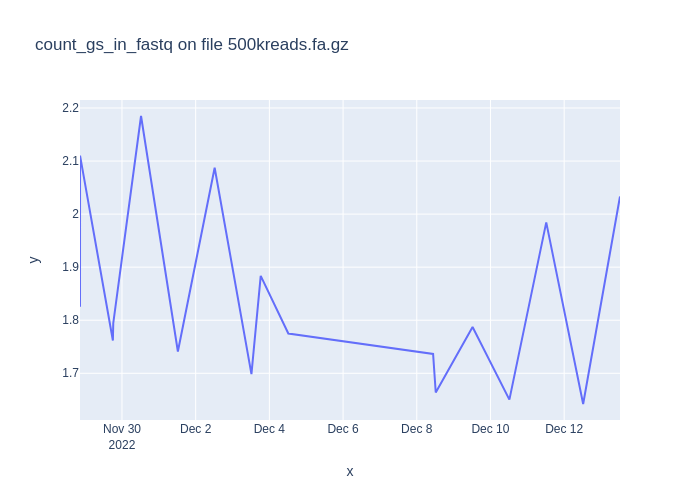 count_gs_in_fastq on file 500kreads.fa.gz
2.2
2.1
2
1.9
1.8
1.7
y
Nov 30
2022
Dec 2
Dec 4
Dec 6
Dec 8
Dec 10
Dec 12
x